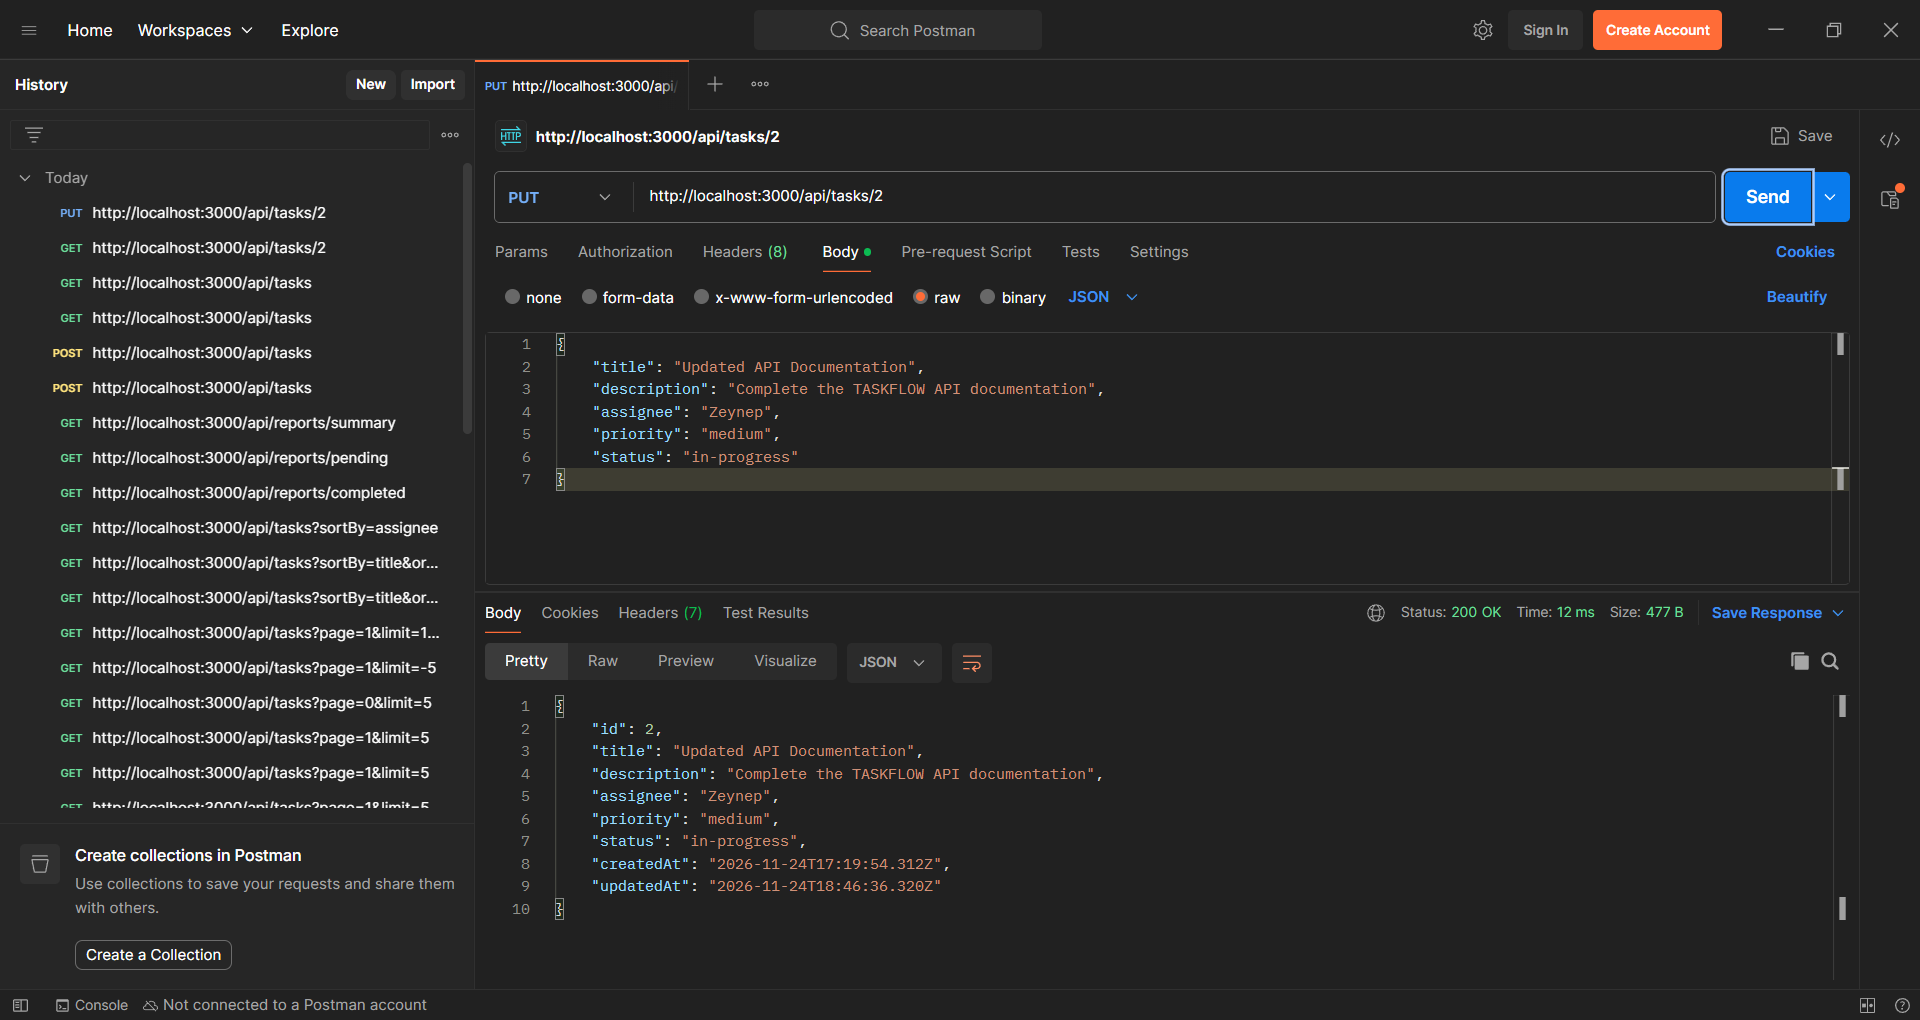 Home
Workspaces
Explore
Search Postman
Sign In
Create Account
History
New
Import
PUT http://localhost:3000/api/
Today
PUT http://localhost:3000/api/tasks/2
GET http://localhost:3000/api/tasks/2
GET http://localhost:3000/api/tasks
GET http://localhost:3000/api/tasks
POST http://localhost:3000/api/tasks
POST http://localhost:3000/api/tasks
GET http://localhost:3000/api/reports/summary
GET http://localhost:3000/api/reports/pending
GET http://localhost:3000/api/reports/completed
GET http://localhost:3000/api/tasks?sortBy=assignee
GET http://localhost:3000/api/tasks?sortBy=title&or...
GET http://localhost:3000/api/tasks?sortBy=title&or...
GET http://localhost:3000/api/tasks?page=1&limit=1...
GET http://localhost:3000/api/tasks?page=1&limit=-5
GET http://localhost:3000/api/tasks?page=0&limit=5
GET http://localhost:3000/api/tasks?page=1&limit=5
GET http://localhost:3000/api/tasks?page=1&limit=5
GET http://localhost:3000/api/tasks?page=1&limit=5
Create collections in Postman
Use collections to save your requests and share them
with others.
Create a Collection
HTTP http://localhost:3000/api/tasks/2
Save
PUT
http://localhost:3000/api/tasks/2
Send
Params
Authorization
Headers (8)
Body
Pre-request Script
Tests
Settings
Cookies
none
form-data
x-www-form-urlencoded
raw
binary
JSON
Beautify
1 {
2 "title": "Updated API Documentation",
3 "description": "Complete the TASKFLOW API documentation",
4 "assignee": "Zeynep",
5 "priority": "medium",
6 "status": "in-progress"
7 }
Body
Cookies
Headers (7)
Test Results
Status: 200 OK
Time: 12 ms
Size: 477 B
Save Response
Pretty
Raw
Preview
Visualize
JSON
1 {
2 "id": 2,
3 "title": "Updated API Documentation",
4 "description": "Complete the TASKFLOW API documentation",
5 "assignee": "Zeynep",
6 "priority": "medium",
7 "status": "in-progress",
8 "createdAt": "2026-11-24T17:19:54.312Z",
9 "updatedAt": "2026-11-24T18:46:36.320Z"
10 }
Console
Not connected to a Postman account